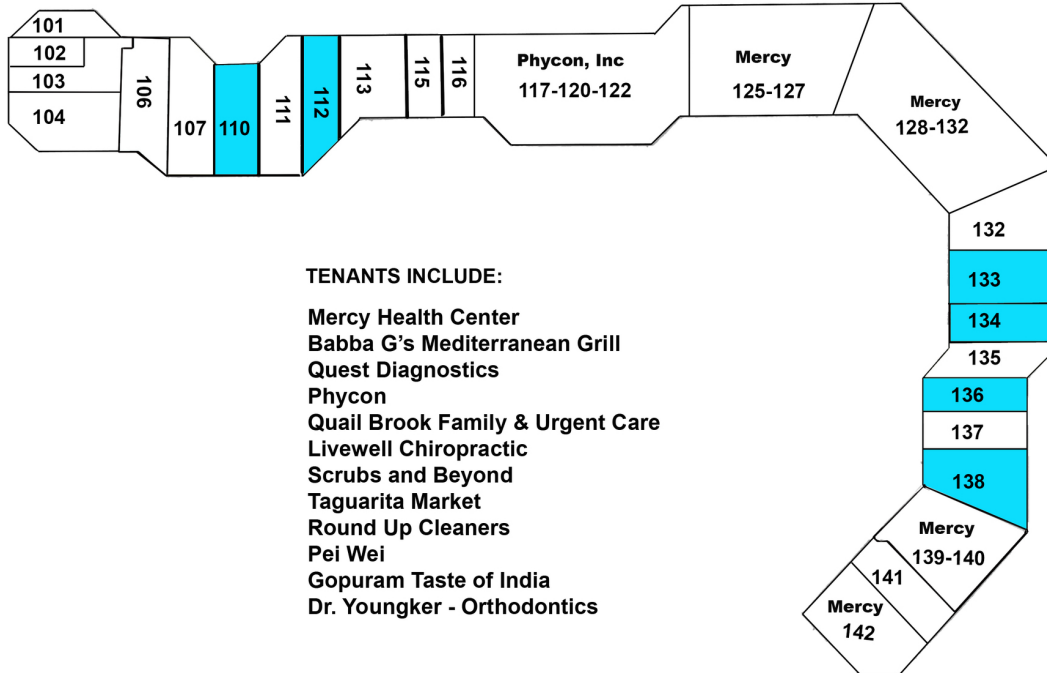 101
102
103
104
106
107
110
111
112
113
115
116
Phycon, Inc
117-120-122
Mercy
125-127
Mercy
128-132
132
133
134
135
136
137
138
Mercy
139-140
141
Mercy
142
TENANTS INCLUDE:
Mercy Health Center
Babba G's Mediterranean Grill
Quest Diagnostics
Phycon
Quail Brook Family & Urgent Care
Livewell Chiropractic
Scrubs and Beyond
Taguarita Market
Round Up Cleaners
Pei Wei
Gopuram Taste of India
Dr. Youngker - Orthodontics